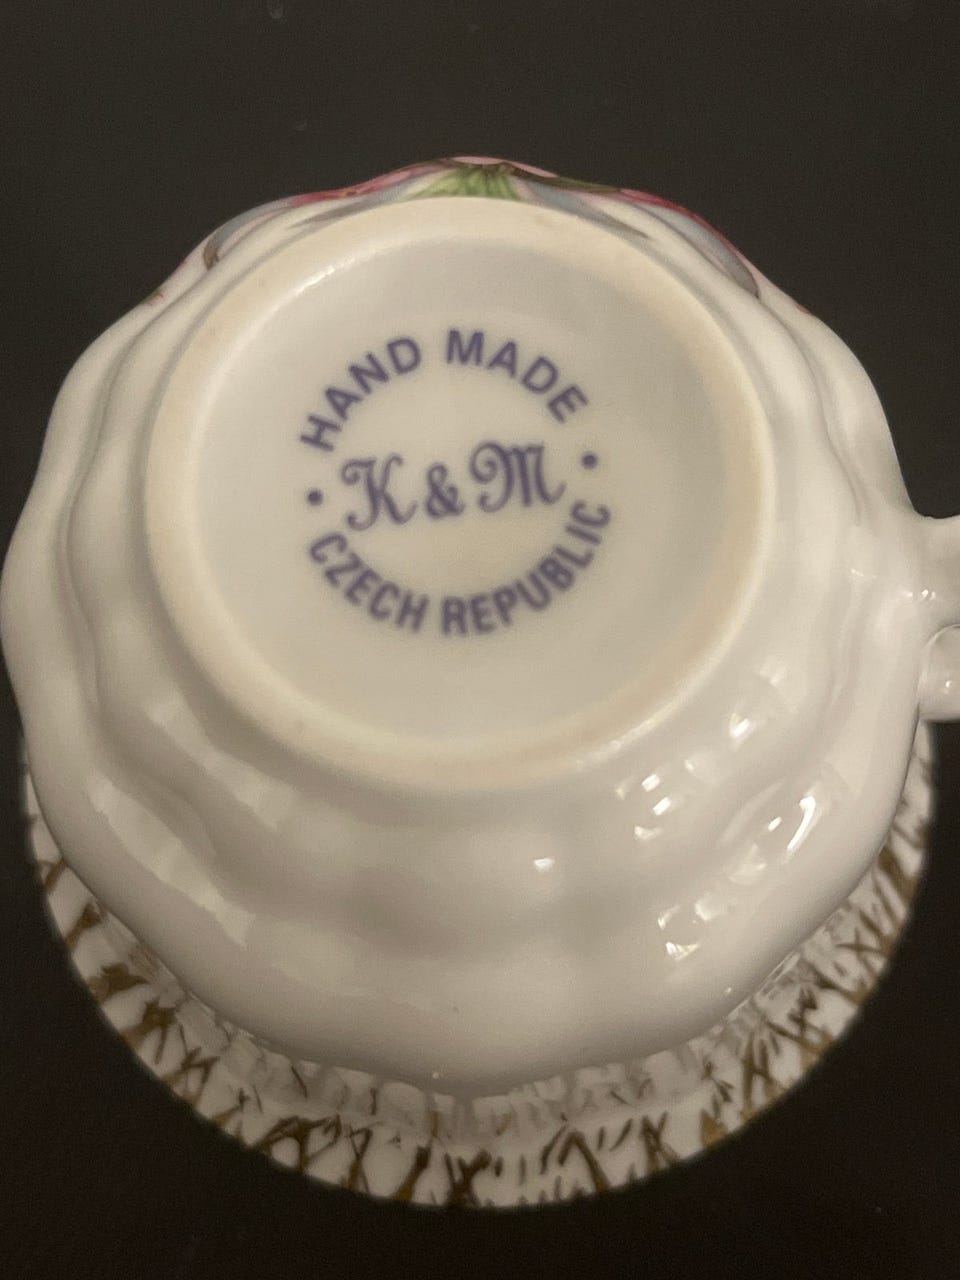 HAND MADE
K & M
• CZECH REPUBLIC •